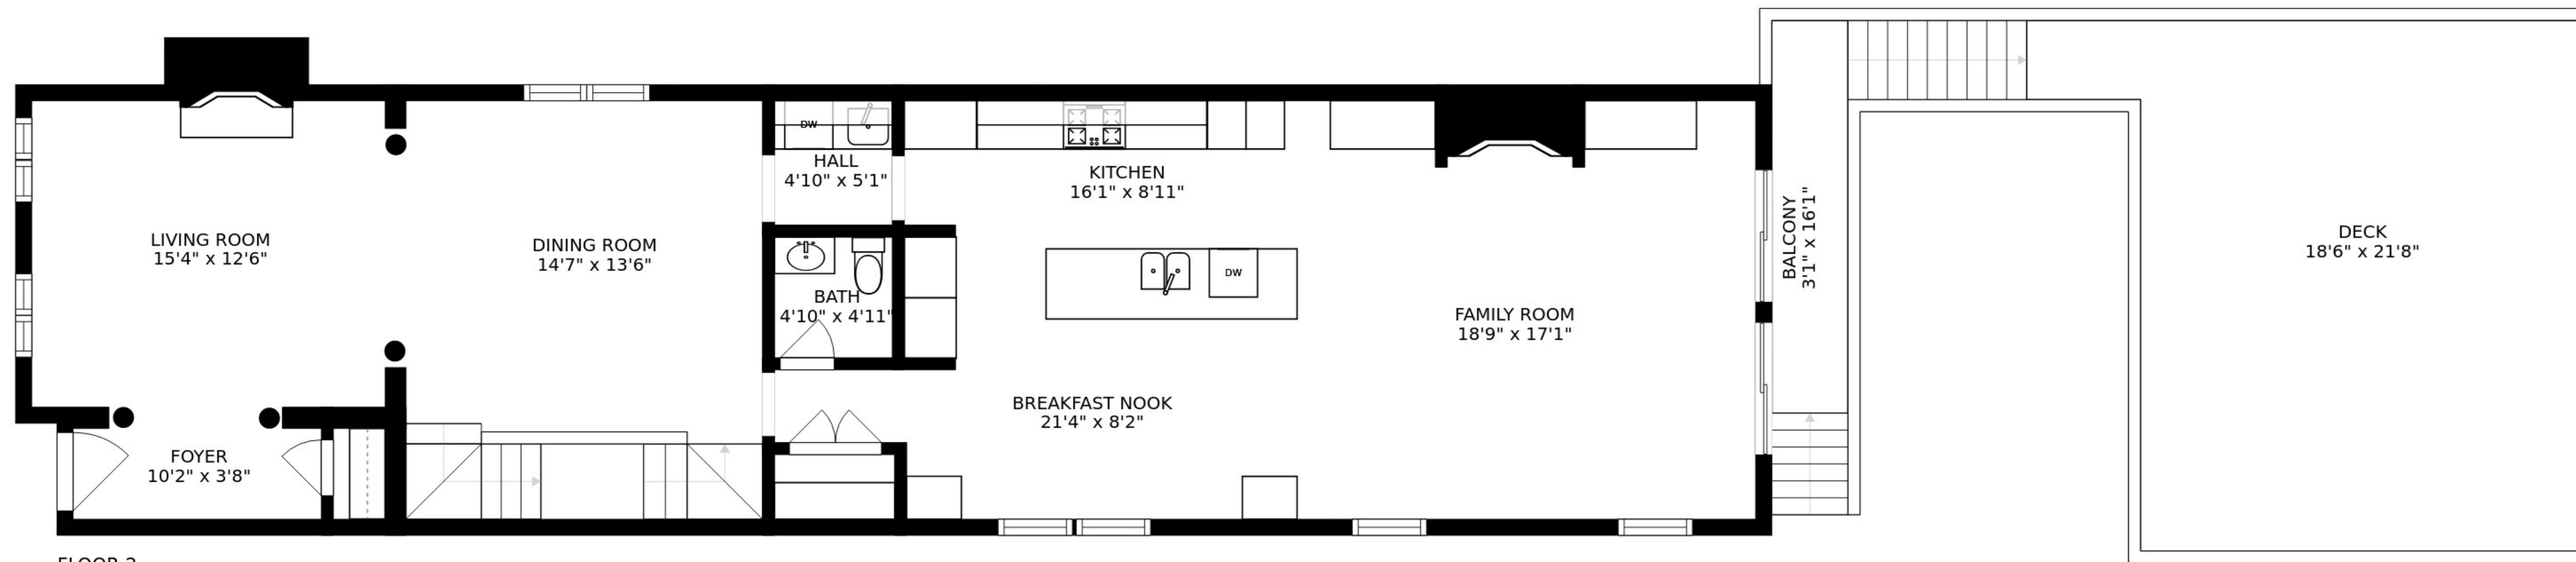 LIVING ROOM
15'4" x 12'6"
DINING ROOM
14'7" x 13'6"
DW
HALL
4'10" x 5'1"
BATH
4'10" x 4'11"
KITCHEN
16'1" x 8'11"
DW
BREAKFAST NOOK
21'4" x 8'2"
FAMILY ROOM
18'9" x 17'1"
BALCONY
3'1" x 16'1"
DECK
18'6" x 21'8"
FOYER
10'2" x 3'8"
FLOOR 2